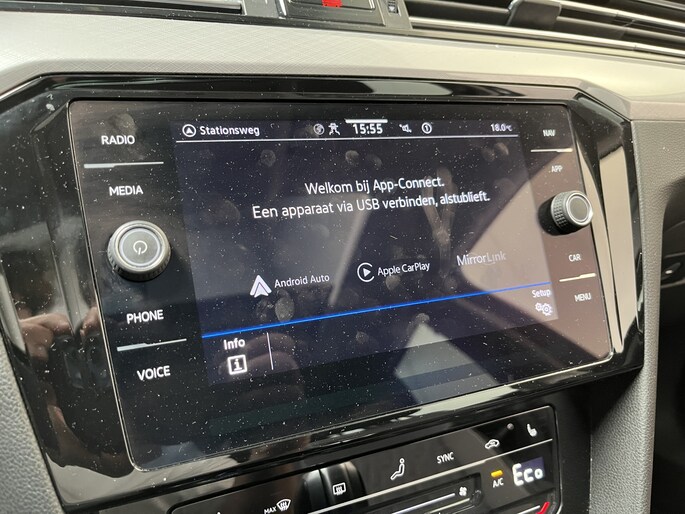 RADIO
MEDIA
PHONE
VOICE
Stationsweg 15:55 18.0°C
Welkom bij App-Connect.
Een apparaat via USB verbinden, alstublieft.
Android Auto
Apple CarPlay
MirrorLink
Setup
Info
i
NAV
APP
CAR
MENU
MAX
SYNC
A/C
Eco